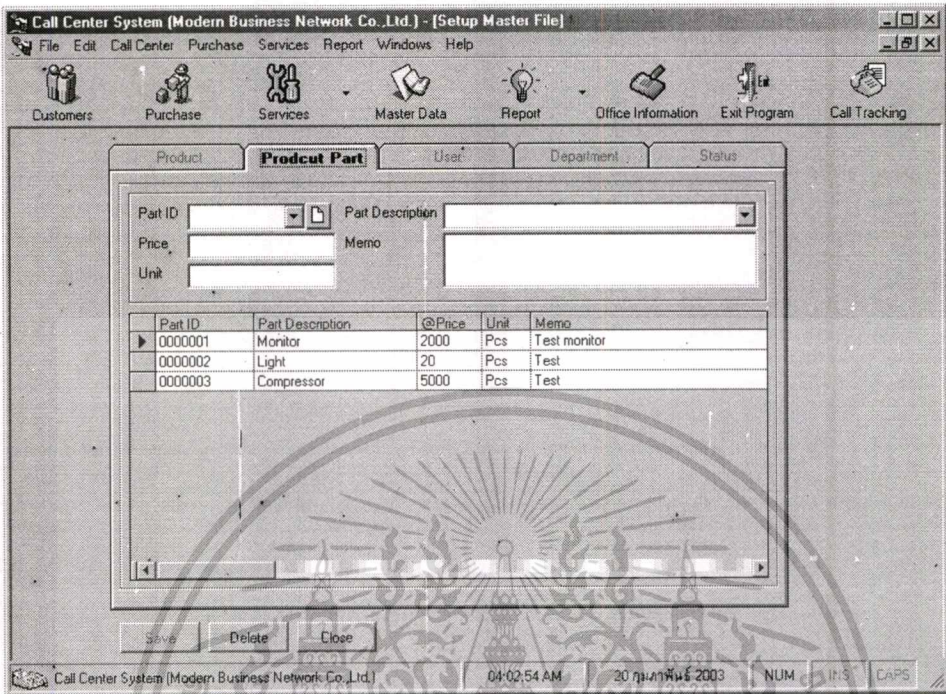 Call Center System (Modern Business Network Co.,Ltd.) - [Setup Master File]
File Edit Call Center Purchase Services Report Windows Help
Customers Purchase Services Master Data Report Office Information Exit Program Call Tracking
Exit
Product Prodcut Part User Department Status
Part ID Part Description
Price Memo
Unit
Part ID Part Description @Price Unit Memo
0000001 Monitor 2000 Pcs Test monitor
0000002 Light 20 Pcs Test
0000003 Compressor 5000 Pcs Test
Save Delete Close
Call Center System (Modern Business Network Co.,Ltd.) 04:02:54 AM 20 กุมภาพันธ์ 2003 NUM INS CAPS